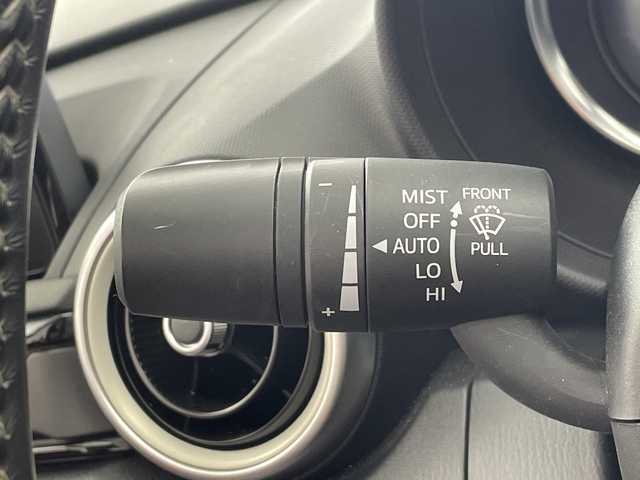 MIST
FRONT
OFF
AUTO
PULL
LO
HI
-
+